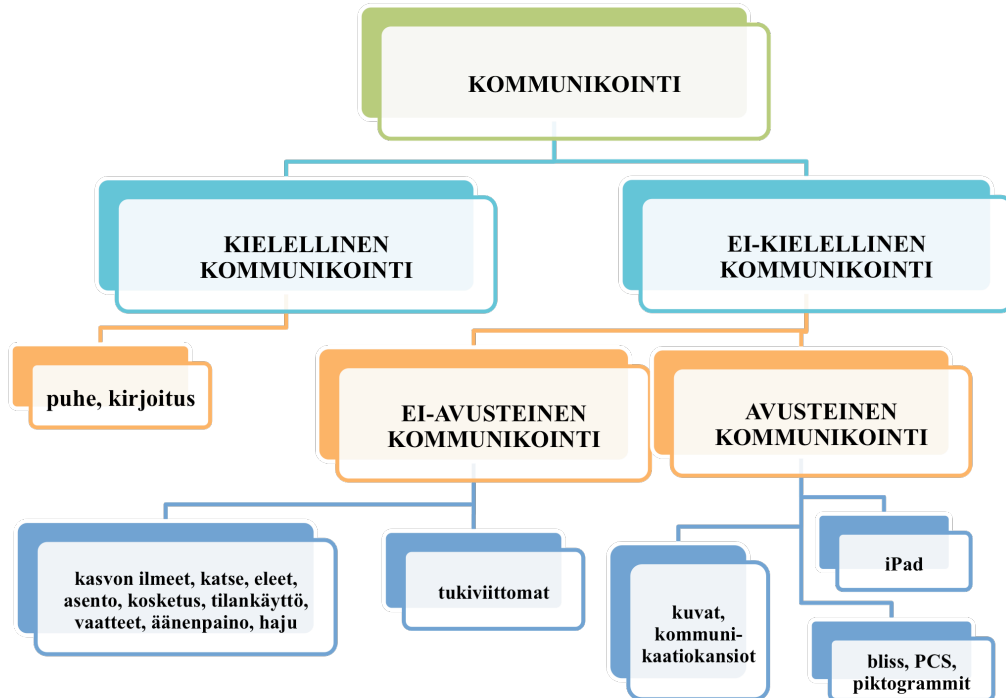 KOMMUNIKOINTI
KIELELLINEN
KOMMUNIKOINTI
EI-KIELELLINEN
KOMMUNIKOINTI
puhe, kirjoitus
EI-AVUSTEINEN
KOMMUNIKOINTI
AVUSTEINEN
KOMMUNIKOINTI
kasvon ilmeet, katse, eleet,
asento, kosketus, tilankäyttö,
vaatteet, äänenpaino, haju
tukiviittomat
kuvat,
kommuni-
kaatiokansiot
iPad
bliss, PCS,
piktogrammit